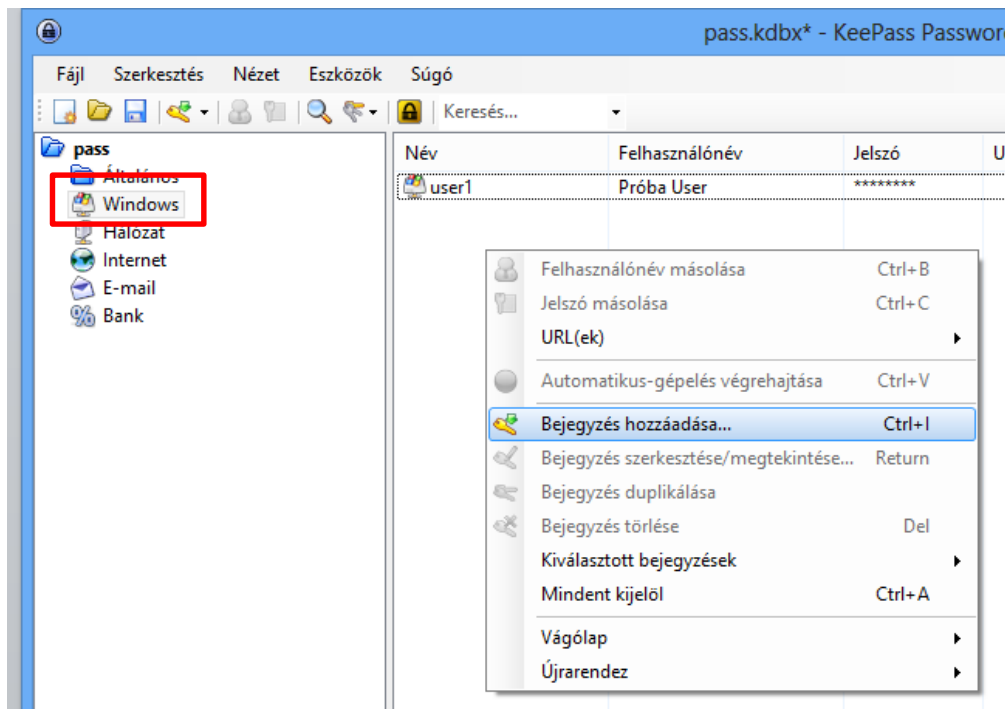 pass.kdbx* - KeePass Password
Fájl Szerkesztés Nézet Eszközök Súgó
Keresés...
pass
Általános
Windows
Hálózat
Internet
E-mail
Bank
Név Felhasználónév Jelszó U
user1 Próba User ********
Felhasználónév másolása Ctrl+B
Jelszó másolása Ctrl+C
URL(ek)
Automatikus-gépelés végrehajtása Ctrl+V
Bejegyzés hozzáadása... Ctrl+I
Bejegyzés szerkesztése/megtekintése... Return
Bejegyzés duplikálása
Bejegyzés törlése Del
Kiválasztott bejegyzések
Mindent kijelöl Ctrl+A
Vágólap
Újrarendez